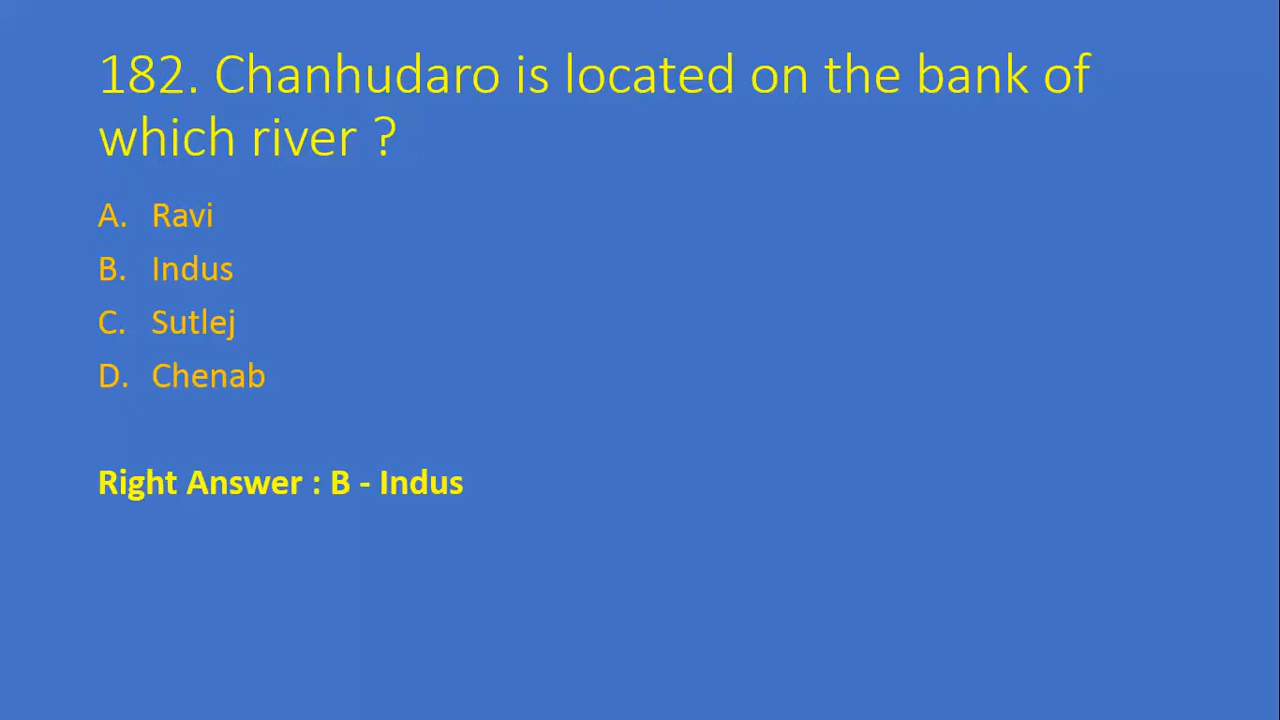 182. Chanhudaro is located on the bank of
which river ?
A. Ravi
B. Indus
C. Sutlej
D. Chenab
Right Answer : B - Indus